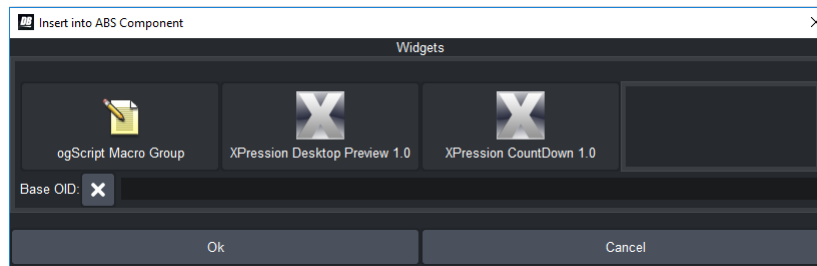 Insert into ABS Component
Widgets
ogScript Macro Group
XPression Desktop Preview 1.0
XPression CountDown 1.0
Base OID:
Ok
Cancel